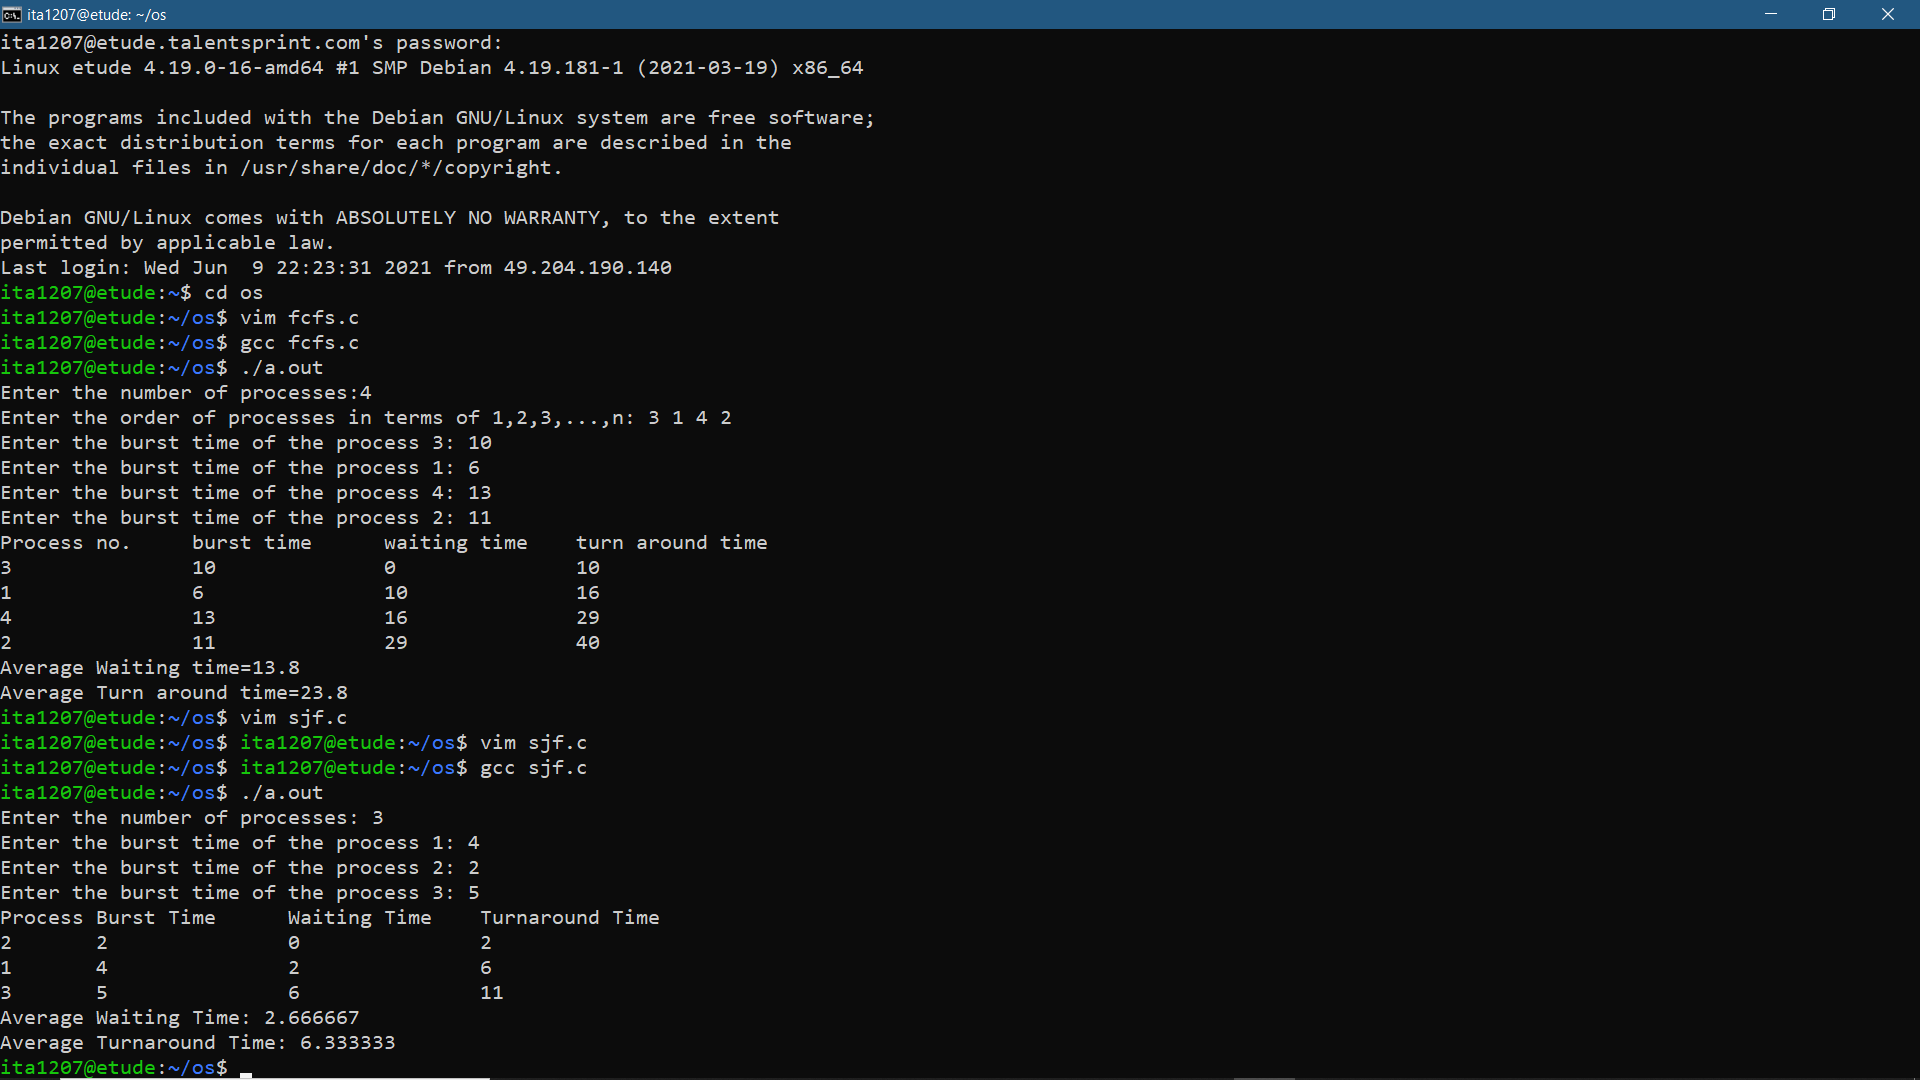 ita1207@etude: ~/os
ita1207@etude.talentsprint.com's password:
Linux etude 4.19.0-16-amd64 #1 SMP Debian 4.19.181-1 (2021-03-19) x86_64
The programs included with the Debian GNU/Linux system are free software;
the exact distribution terms for each program are described in the
individual files in /usr/share/doc/*/copyright.
Debian GNU/Linux comes with ABSOLUTELY NO WARRANTY, to the extent
permitted by applicable law.
Last login: Wed Jun  9 22:23:31 2021 from 49.204.190.140
ita1207@etude:~$ cd os
ita1207@etude:~/os$ vim fcfs.c
ita1207@etude:~/os$ gcc fcfs.c
ita1207@etude:~/os$ ./a.out
Enter the number of processes:4
Enter the order of processes in terms of 1,2,3,...,n: 3 1 4 2
Enter the burst time of the process 3: 10
Enter the burst time of the process 1: 6
Enter the burst time of the process 4: 13
Enter the burst time of the process 2: 11
Process no.     burst time      waiting time    turn around time
3               10              0               10
1               6               10              16
4               13              16              29
2               11              29              40
Average Waiting time=13.8
Average Turn around time=23.8
ita1207@etude:~/os$ vim sjf.c
ita1207@etude:~/os$ ita1207@etude:~/os$ vim sjf.c
ita1207@etude:~/os$ ita1207@etude:~/os$ gcc sjf.c
ita1207@etude:~/os$ ./a.out
Enter the number of processes: 3
Enter the burst time of the process 1: 4
Enter the burst time of the process 2: 2
Enter the burst time of the process 3: 5
Process Burst Time      Waiting Time    Turnaround Time
2       2               0               2
1       4               2               6
3       5               6               11
Average Waiting Time: 2.666667
Average Turnaround Time: 6.333333
ita1207@etude:~/os$